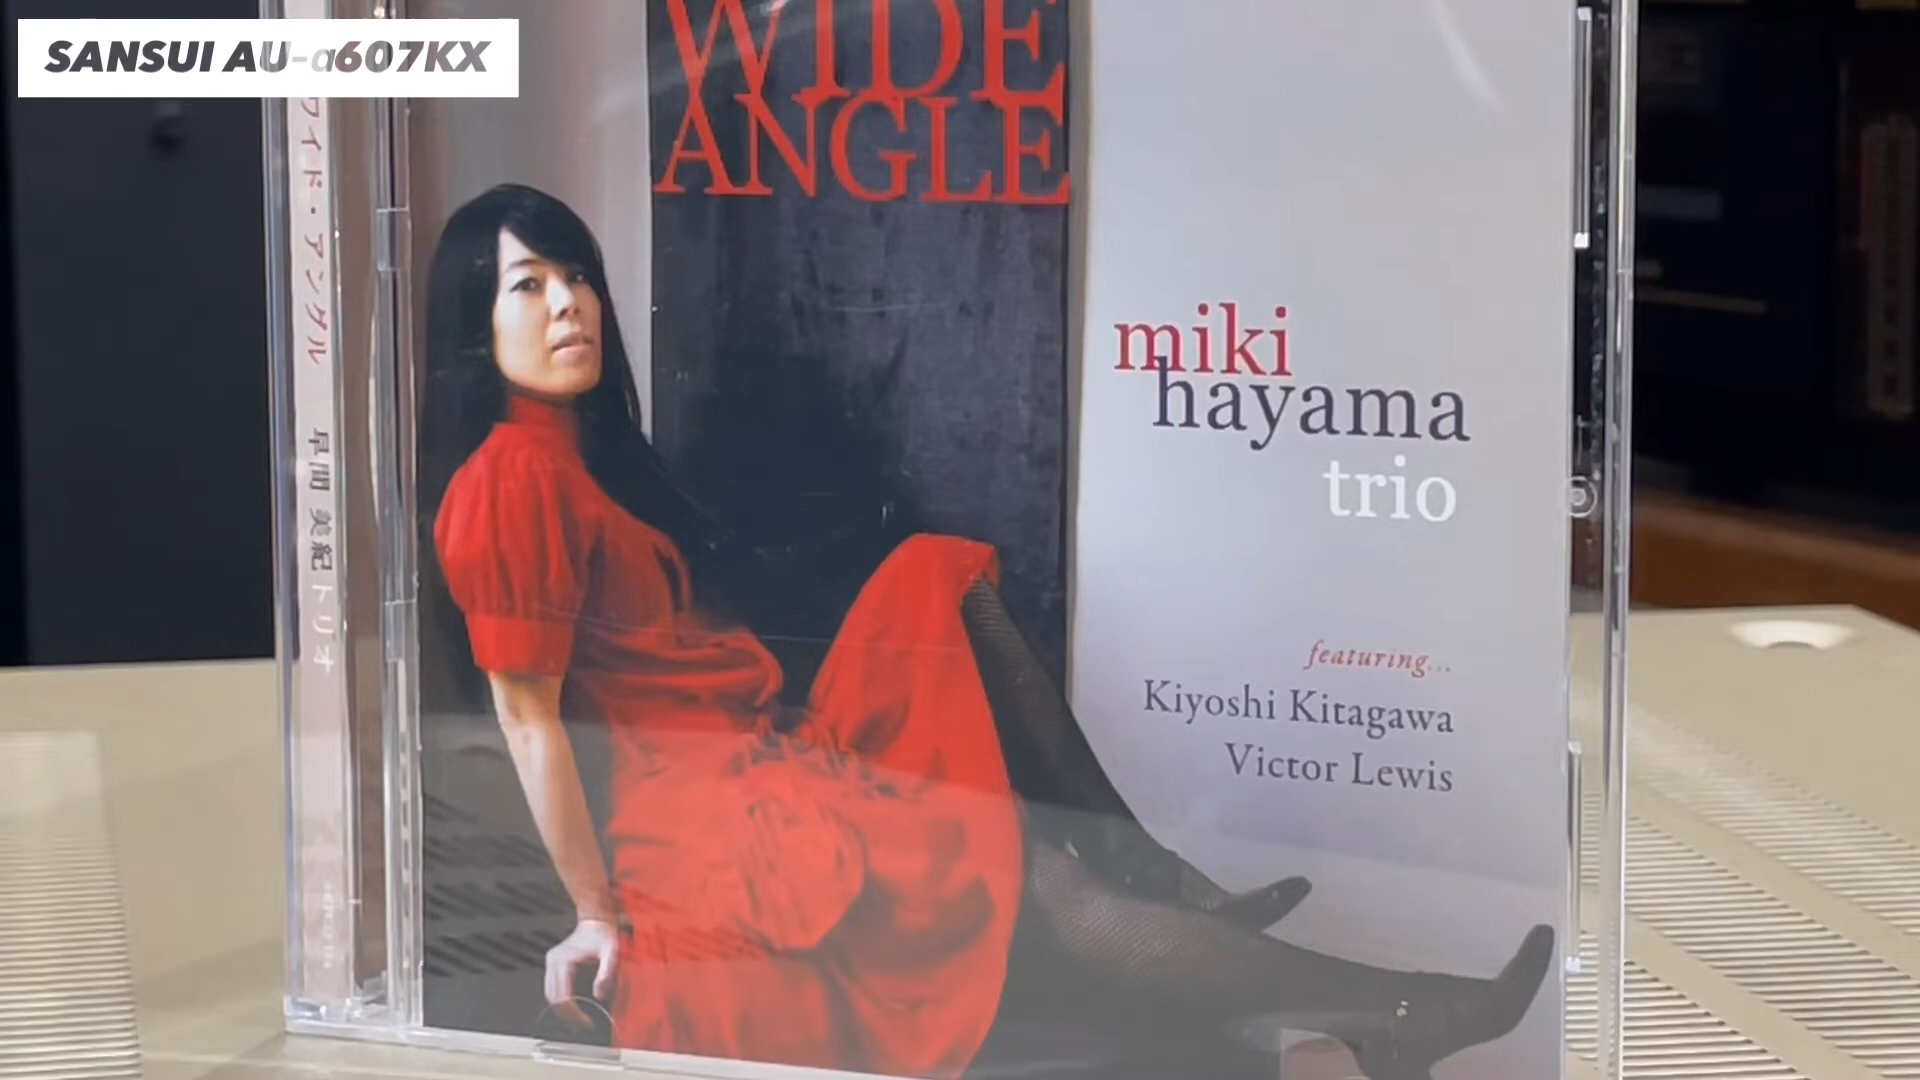 SANSUI AU-a607KX
WIDE
ANGLE
miki
hayama
trio
featuring...
Kiyoshi Kitagawa
Victor Lewis
ワイド・アングル 早間 美紀トリオ